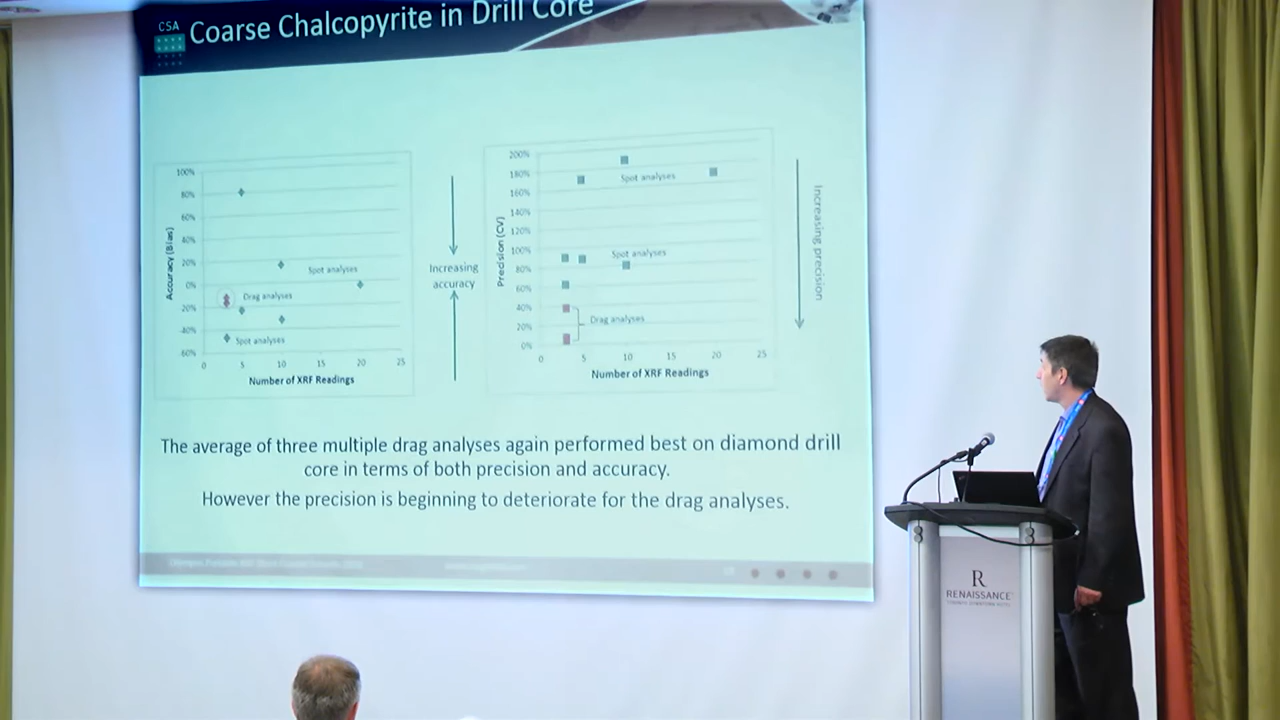 CSA
Coarse Chalcopyrite in Drill Core
100%
80%
60%
40%
20%
0%
20%
-40%
60%
Accuracy (Bias)
Spot analyses
Drag analyses
Spot analyses
0
5
10
15
20
25
Number of XRF Readings
Increasing
accuracy
200%
180%
160%
140%
120%
100%
80%
60%
40%
20%
0%
Precision (CV)
Spot analyses
Spot analyses
Drag analyses
0
5
10
15
20
25
Number of XRF Readings
Increasing precision
The average of three multiple drag analyses again performed best on diamond drill
core in terms of both precision and accuracy.
However the precision is beginning to deteriorate for the drag analyses.
R
RENAISSANCE